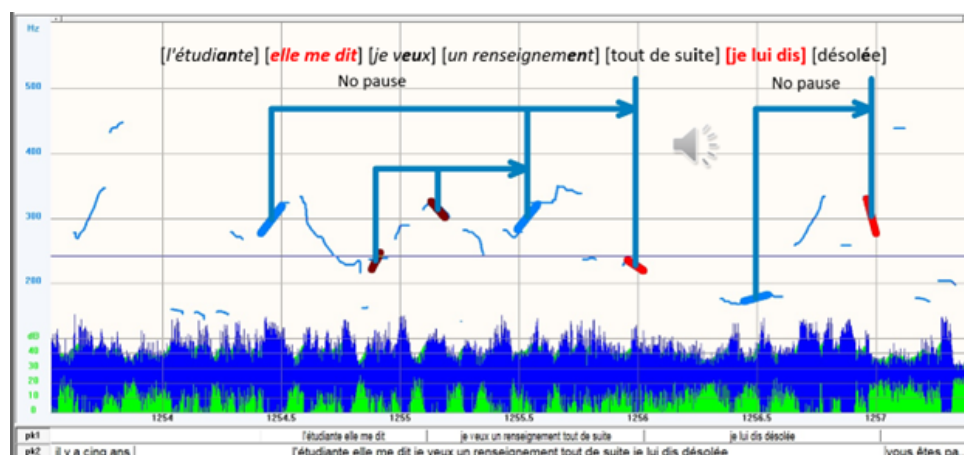 Hz
[l'étudiante] [elle me dit] [je veux] [un renseignement] [tout de suite] [je lui dis] [désolée]
No pause
No pause
500
400
300
200
dB
40
30
20
10
0
1254 1254.5 1255 1255.5 1256 1256.5 1257
pk1 l'étudiante elle me dit je veux un renseignement tout de suite je lui dis désolée
pk2 il y a cinq ans l'étudiante elle me dit je veux un renseignement tout de suite je lui dis désolée vous êtes pa..